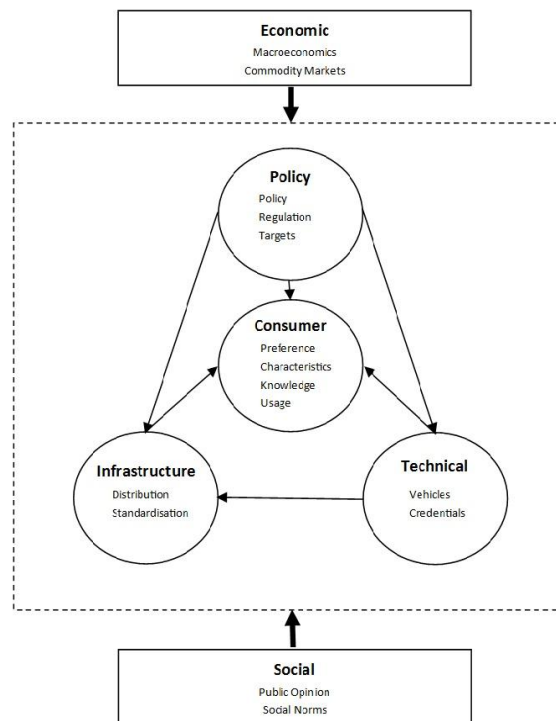 Economic
Macroeconomics
Commodity Markets
Policy
Policy
Regulation
Targets
Consumer
Preference
Characteristics
Knowledge
Usage
Infrastructure
Distribution
Standardisation
Technical
Vehicles
Credentials
Social
Public Opinion
Social Norms